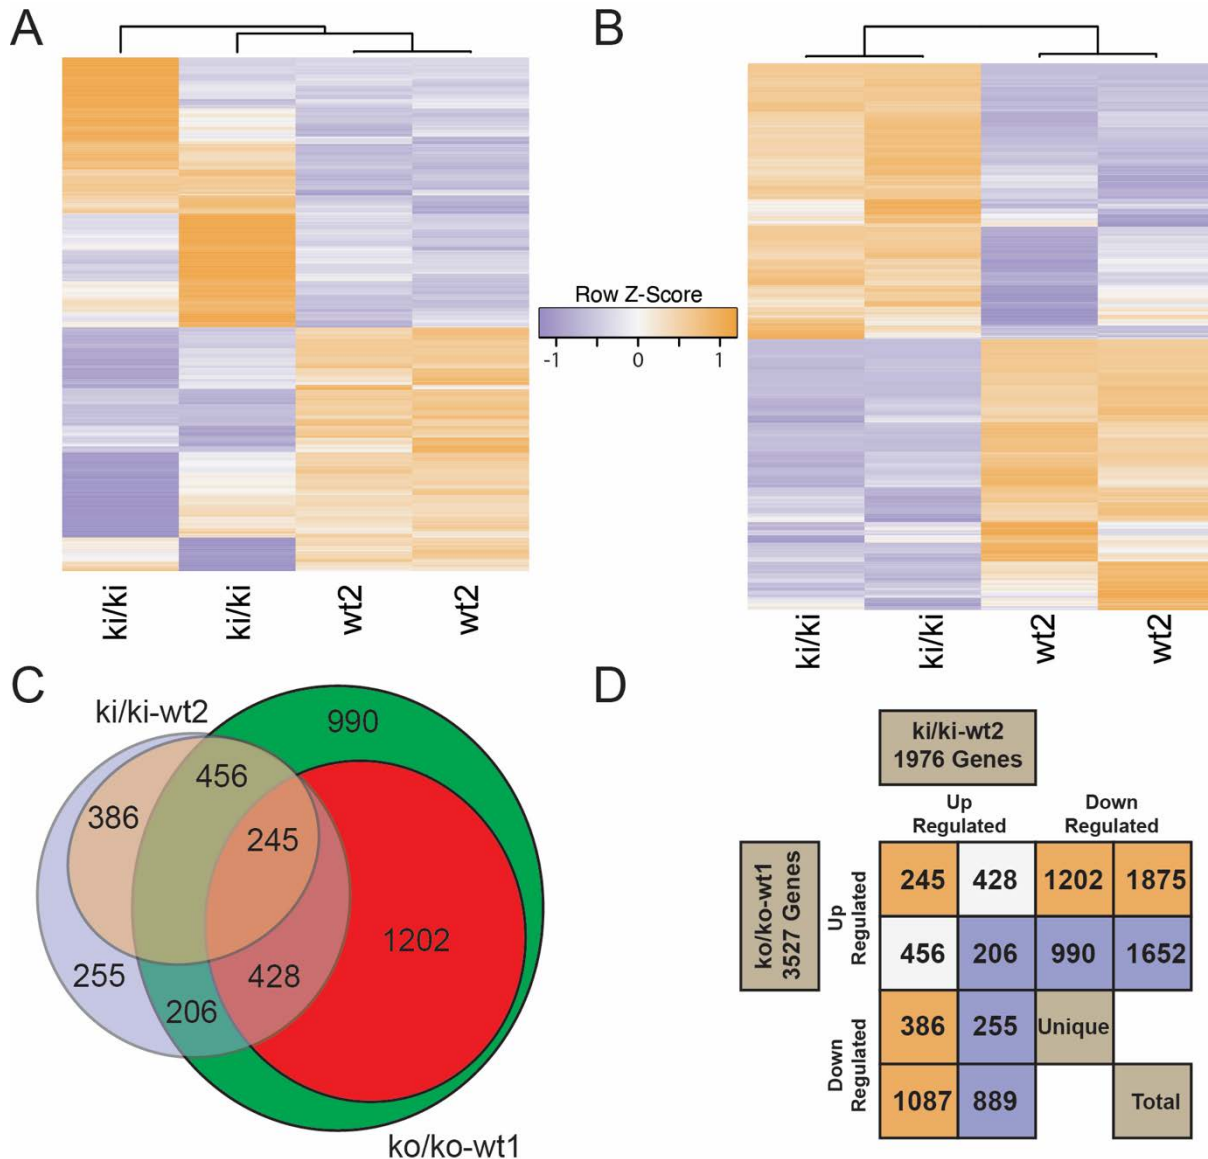 A
B
Row Z-Score
-1 0 1
ki/ki ki/ki wt2 wt2
ki/ki ki/ki wt2 wt2
C
ki/ki-wt2
990
456
386
245
1202
255
428
206
ko/ko-wt1
D
ki/ki-wt2
1976 Genes
Up
Regulated
Down
Regulated
ko/ko-wt1
3527 Genes
Up
Regulated
Down
Regulated
245 428 1202 1875
456 206 990 1652
386 255 Unique
1087 889 Total